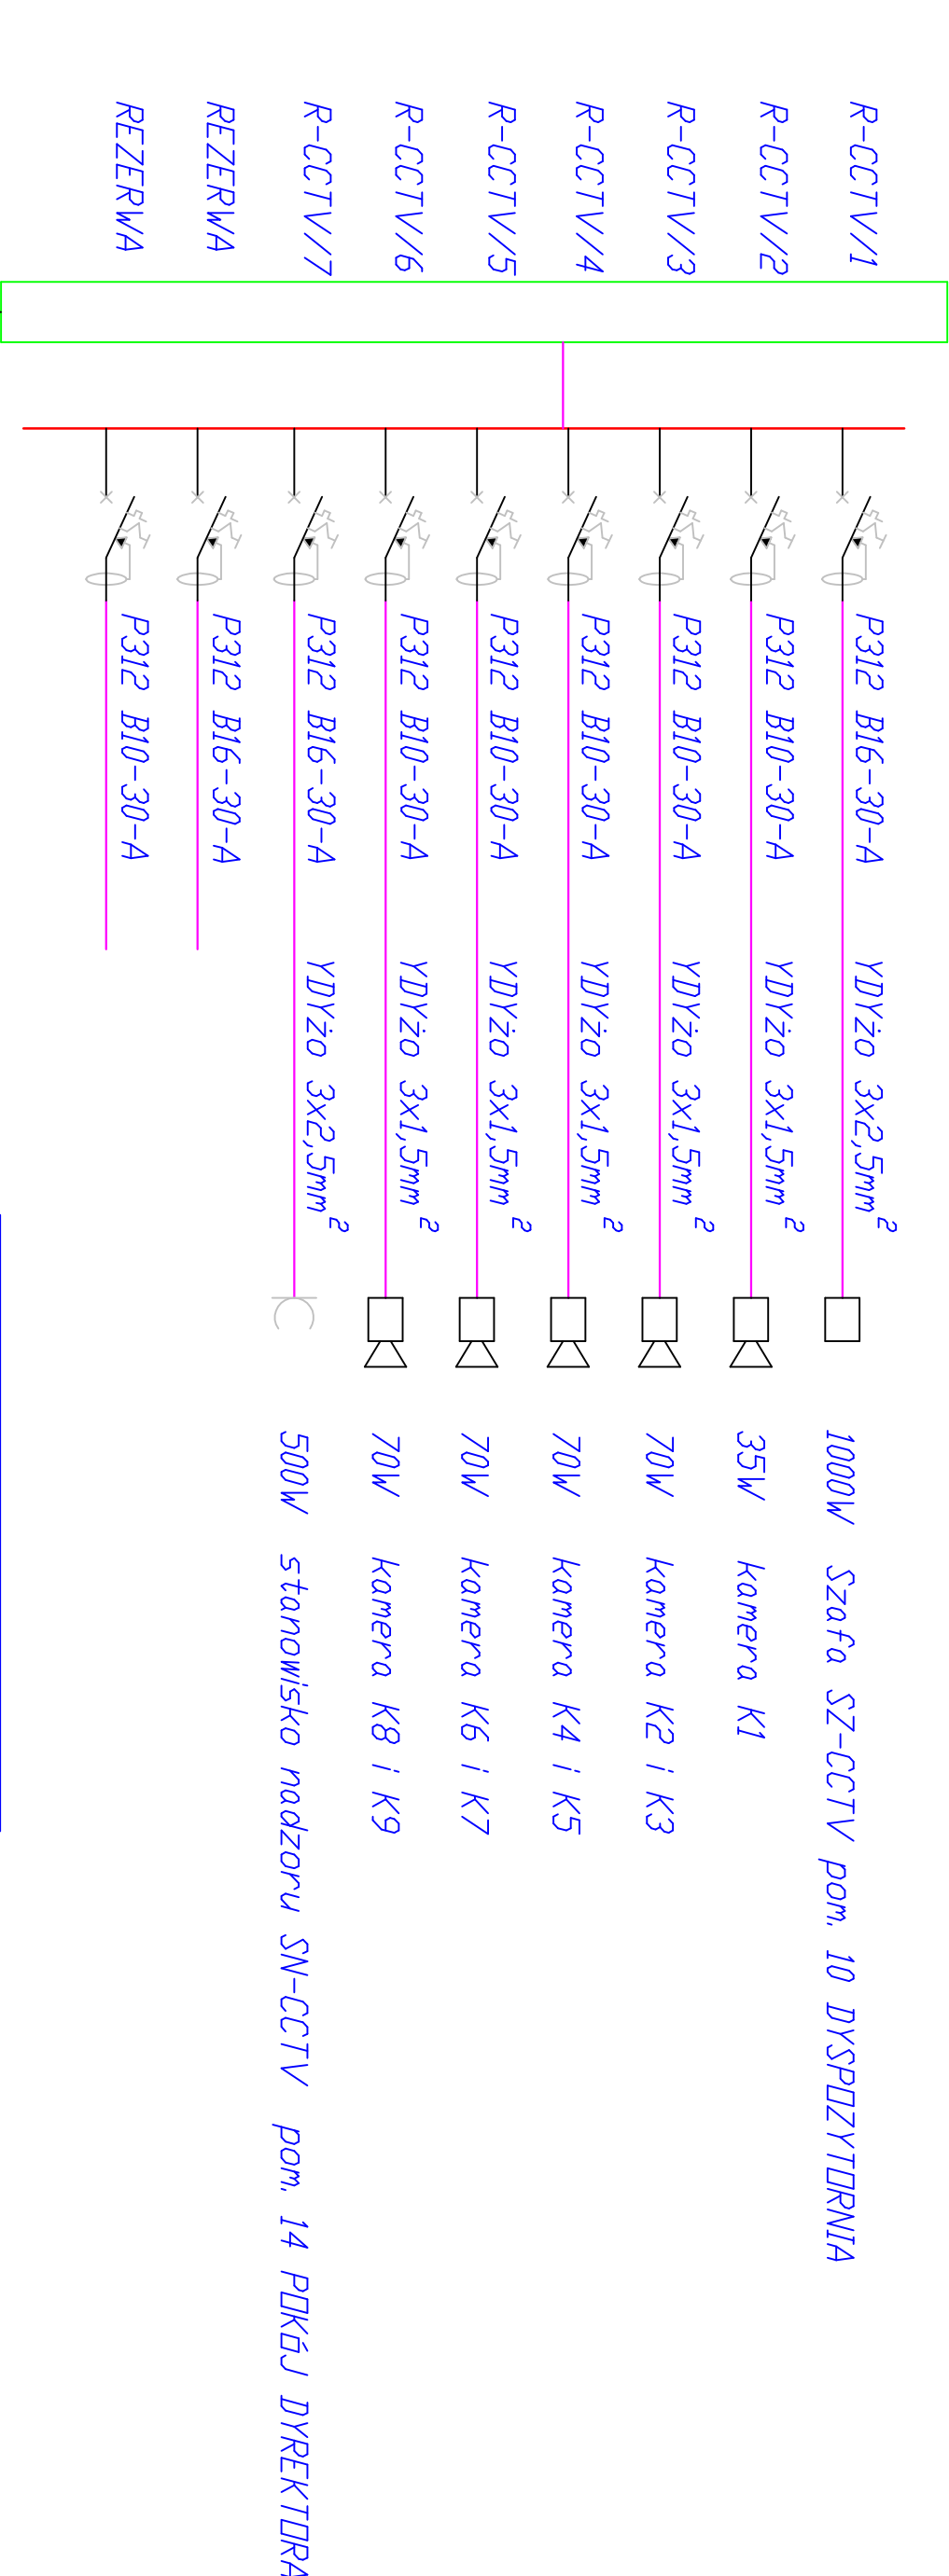 R-CCTV/1 P312 B16-30-A YDYżo 3x2,5mm² 1000W Szafa SZ-CCTV pom. 10 DYSPOZYTORNIA
R-CCTV/2 P312 B10-30-A YDYżo 3x1,5mm² 35W kamera K1
R-CCTV/3 P312 B10-30-A YDYżo 3x1,5mm² 70W kamera K2 i K3
R-CCTV/4 P312 B10-30-A YDYżo 3x1,5mm² 70W kamera K4 i K5
R-CCTV/5 P312 B10-30-A YDYżo 3x1,5mm² 70W kamera K6 i K7
R-CCTV/6 P312 B10-30-A YDYżo 3x1,5mm² 70W kamera K8 i K9
R-CCTV/7 P312 B16-30-A YDYżo 3x2,5mm² 500W stanowisko nadzoru SN-CCTV pom. 14 POKÓJ DYREKTORA
REZERWA P312 B16-30-A
REZERWA P312 B10-30-A